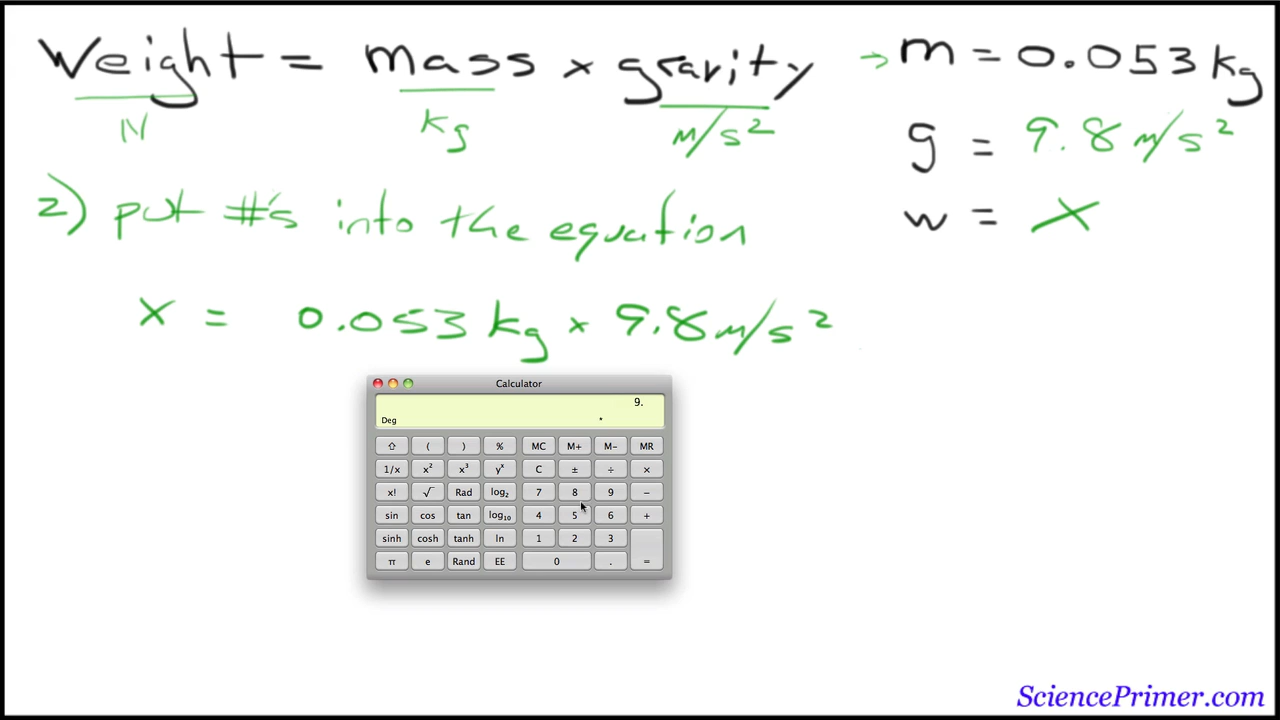 Weight = mass × gravity
N kg m/s²
→ m = 0.053 kg
g = 9.8 m/s²
w = x
2) put #'s into the equation
x = 0.053 kg × 9.8 m/s²
Calculator
9.
Deg *
⇧ ( ) % MC M+ M- MR
1/x x² x³ yˣ C ± ÷ ×
x! √ Rad log₂ 7 8 9 −
sin cos tan log₁₀ 4 5 6 +
sinh cosh tanh ln 1 2 3
π e Rand EE 0 . =
SciencePrimer.com